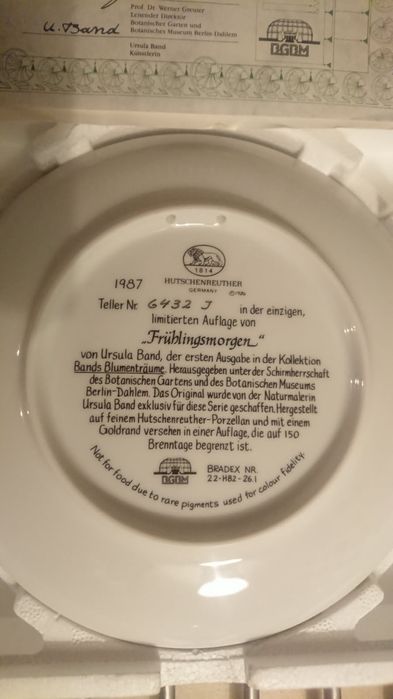 Prof. Dr. Werner Greuter
Leitender Direktor
Botanischer Garten und
Botanisches Museum Berlin-Dahlem
U. Band
Ursula Band
Künstlerin
BGBM
1814
HUTSCHENREUTHER
GERMANY
1987
Teller Nr. 6432 J in der einzigen,
limitierten Auflage von
„Frühlingsmorgen"
von Ursula Band, der ersten Ausgabe in der Kollektion
Bands Blumenträume. Herausgegeben unter der Schirmherrschaft
des Botanischen Gartens und des Botanischen Museums
Berlin-Dahlem. Das Original wurde von der Naturmalerin
Ursula Band exklusiv für diese Serie geschaffen. Hergestellt
auf feinem Hutschenreuther-Porzellan und mit einem
Goldrand versehen in einer Auflage, die auf 150
Brenntage begrenzt ist.
BGBM
BRADEX NR.
22-H82-26.1
Not for food due to rare pigments used for colour fidelity.